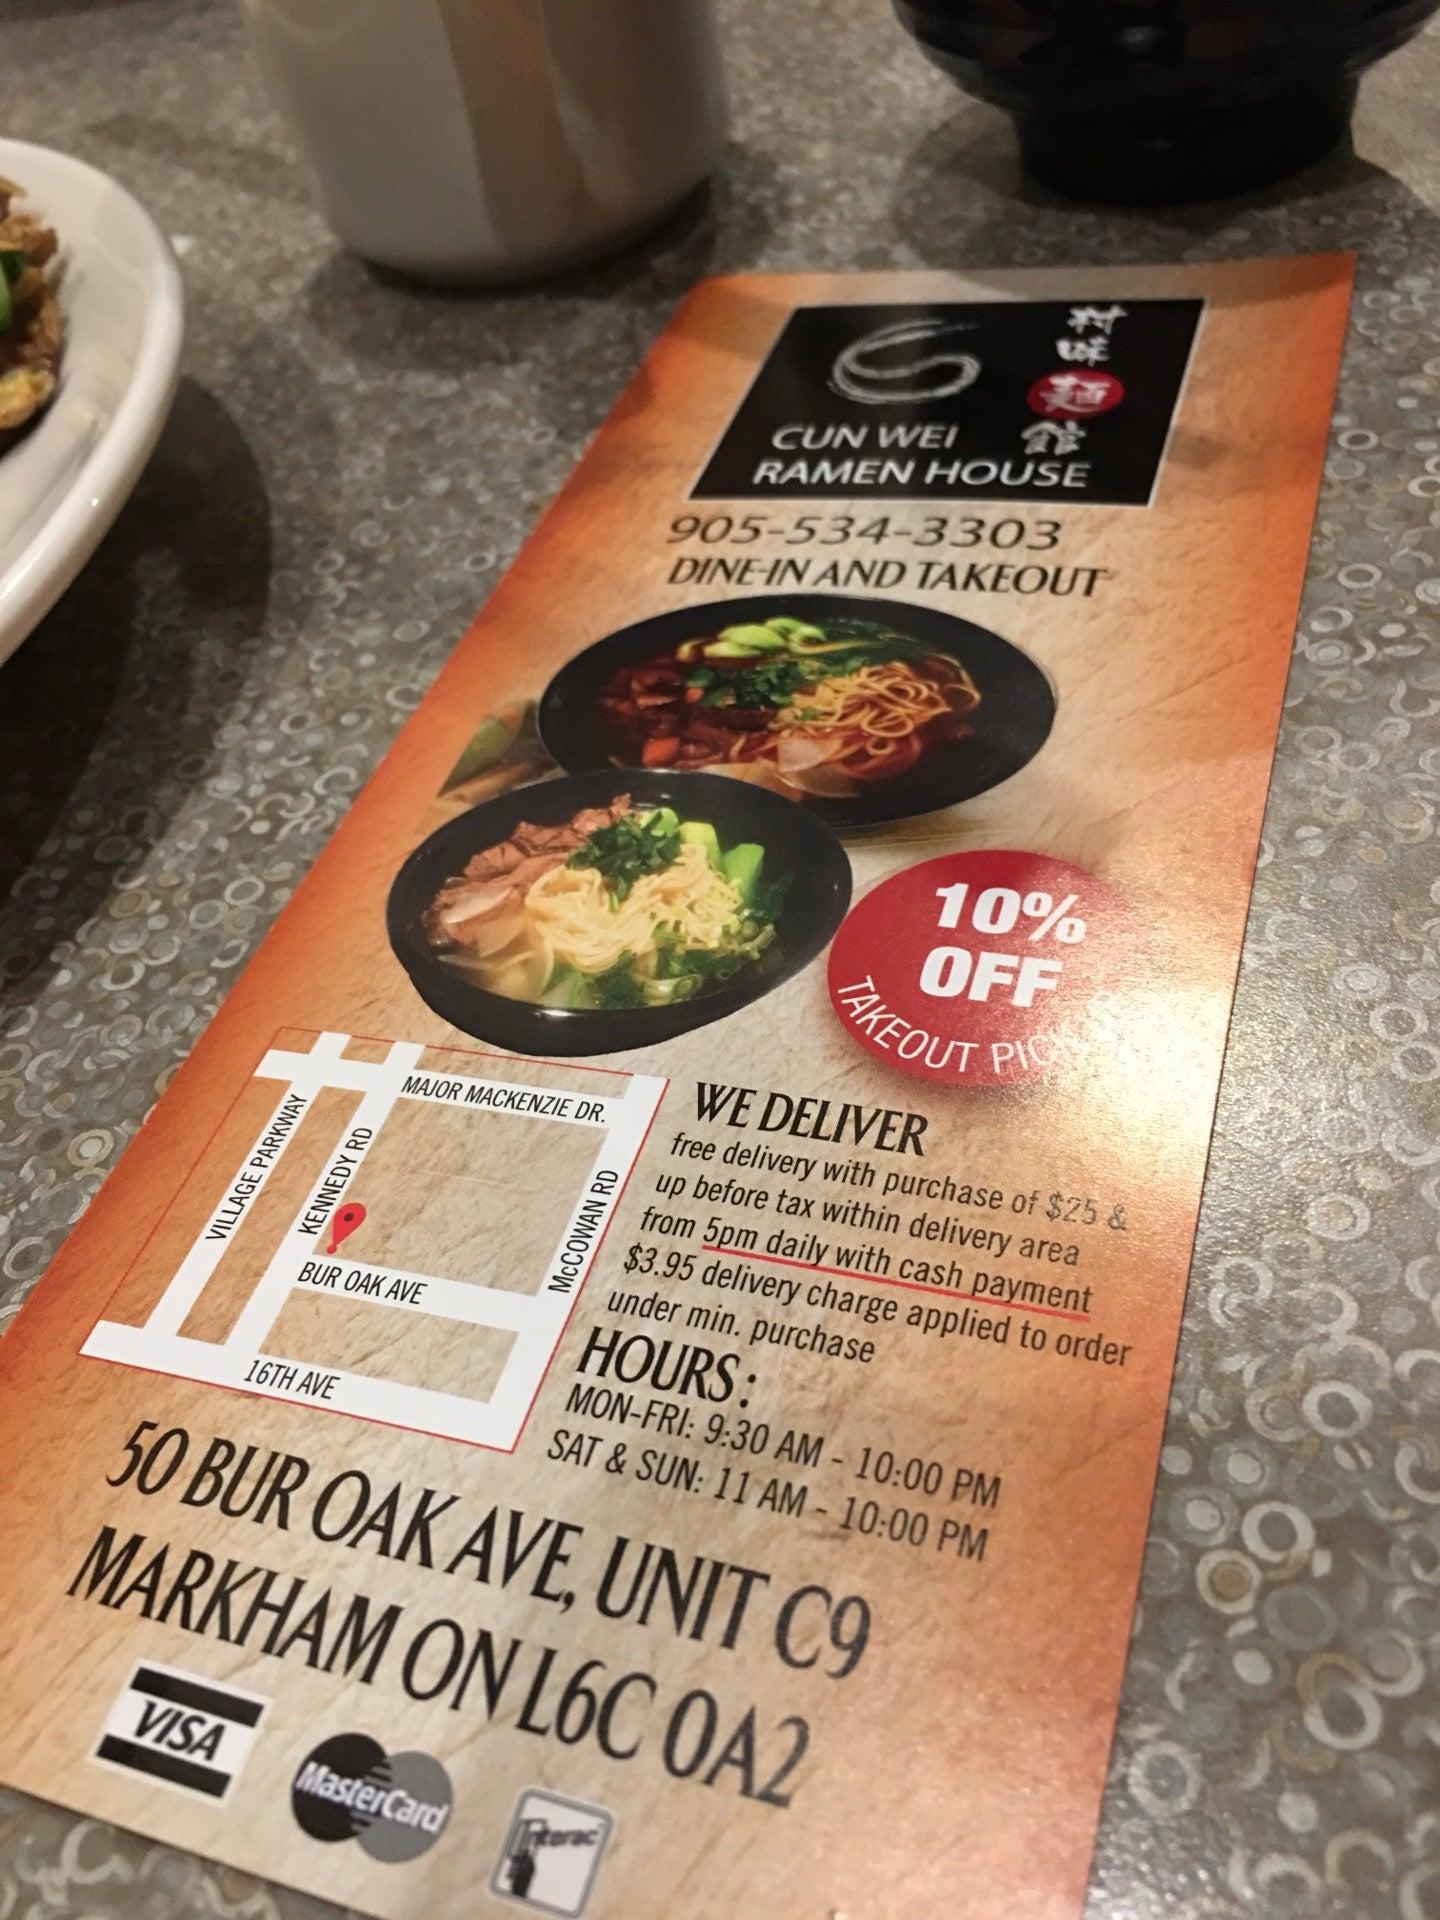 村味麵館
CUN WEI
RAMEN HOUSE
905-534-3303
DINE-IN AND TAKEOUT
10%
OFF
TAKEOUT
WE DELIVER
free delivery with purchase of $25 &
up before tax within delivery area
from 5pm daily with cash payment
$3.95 delivery charge applied to order
under min. purchase
HOURS:
MON-FRI: 9:30 AM - 10:00 PM
SAT & SUN: 11 AM - 10:00 PM
MAJOR MACKENZIE DR.
VILLAGE PARKWAY
KENNEDY RD
McCOWAN RD
BUR OAK AVE
16TH AVE
50 BUR OAK AVE, UNIT C9
MARKHAM ON L6C 0A2
VISA
MasterCard
Interac